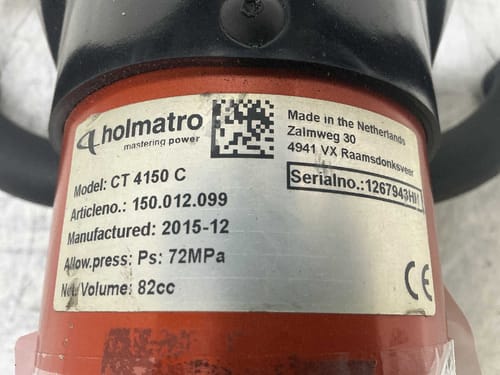 holmatro
mastering power
Made in the Netherlands
Zalmweg 30
4941 VX Raamsdonksveer
Model: CT 4150 C
Serialno.:
Articleno.: 150.012.099
Manufactured: 2015-12
Allow.press: Ps: 72MPa
Net/Volume: 82cc
CE